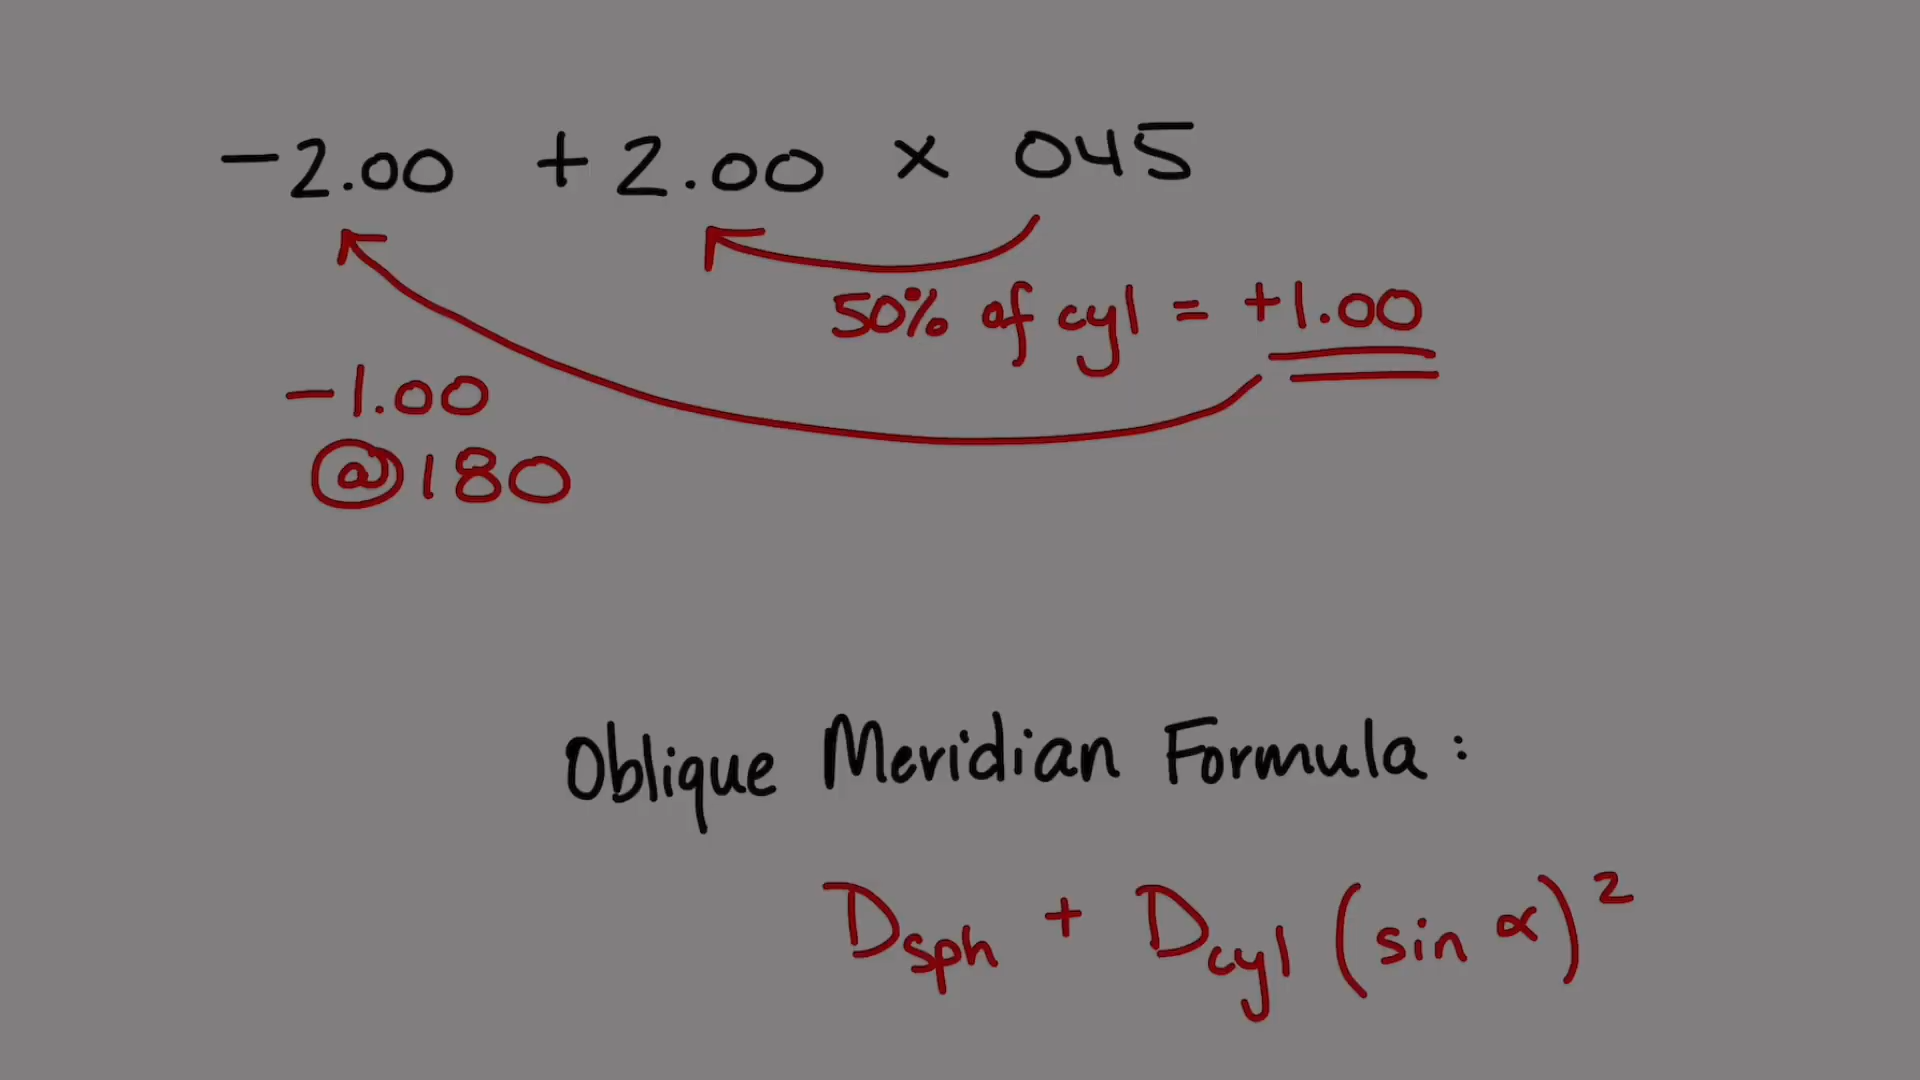 -2.00 +2.00 x 045
50% of cyl = +1.00
-1.00
@180
Oblique Meridian Formula:
Dsph + Dcyl (sin α)²